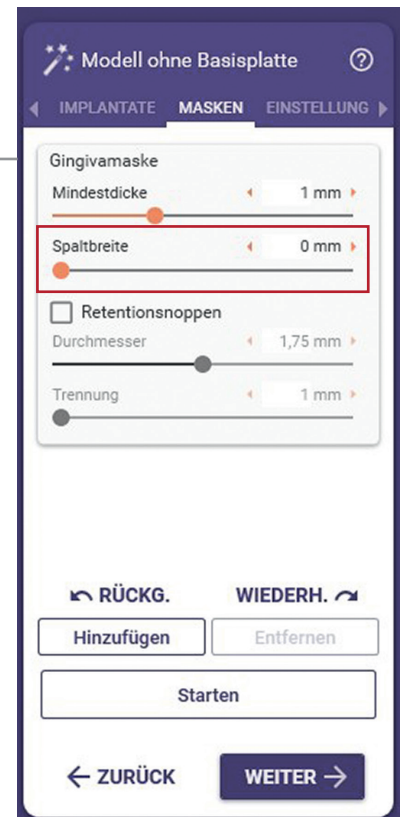 Modell ohne Basisplatte ?
IMPLANTATE MASKEN EINSTELLUNG
Gingivamaske
Mindestdicke 1 mm
Spaltbreite 0 mm
Retentionsnoppen
Durchmesser 1,75 mm
Trennung 1 mm
RÜCKG. WIEDERH.
Hinzufügen Entfernen
Starten
← ZURÜCK WEITER →